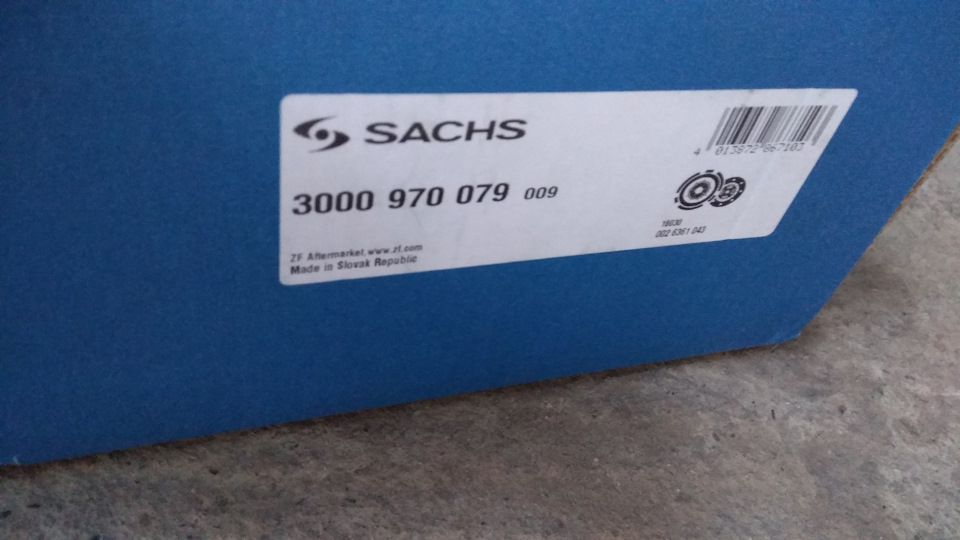 SACHS
4 013872 867103
3000 970 079 009
18030
002 6361 043
ZF Aftermarket, www.zf.com
Made in Slovak Republic